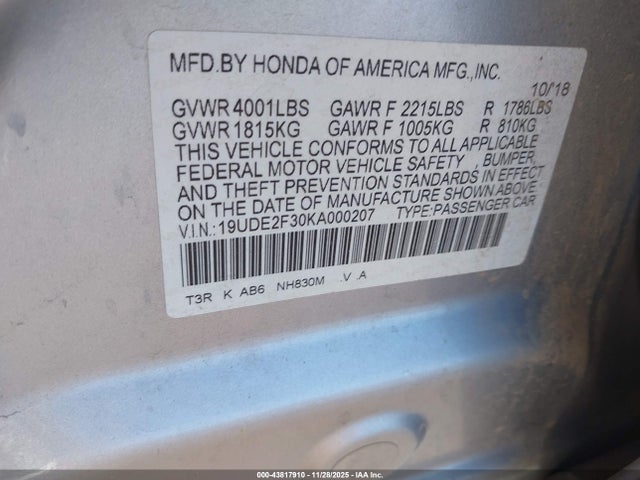 MFD.BY HONDA OF AMERICA MFG.,INC.
10/'18
GVWR 4001LBS GAWR F 2215LBS R 1786LBS
GVWR 1815KG GAWR F 1005KG R 810KG
THIS VEHICLE CONFORMS TO ALL APPLICABLE
FEDERAL MOTOR VEHICLE SAFETY , BUMPER,
AND THEFT PREVENTION STANDARDS IN EFFECT
ON THE DATE OF MANUFACTURE SHOWN ABOVE
V.I.N.:19UDE2F30KA000207 TYPE:PASSENGER CAR
T3R K AB6 NH830M .V .A
000-43817910 - 11/28/2025 - IAA Inc.